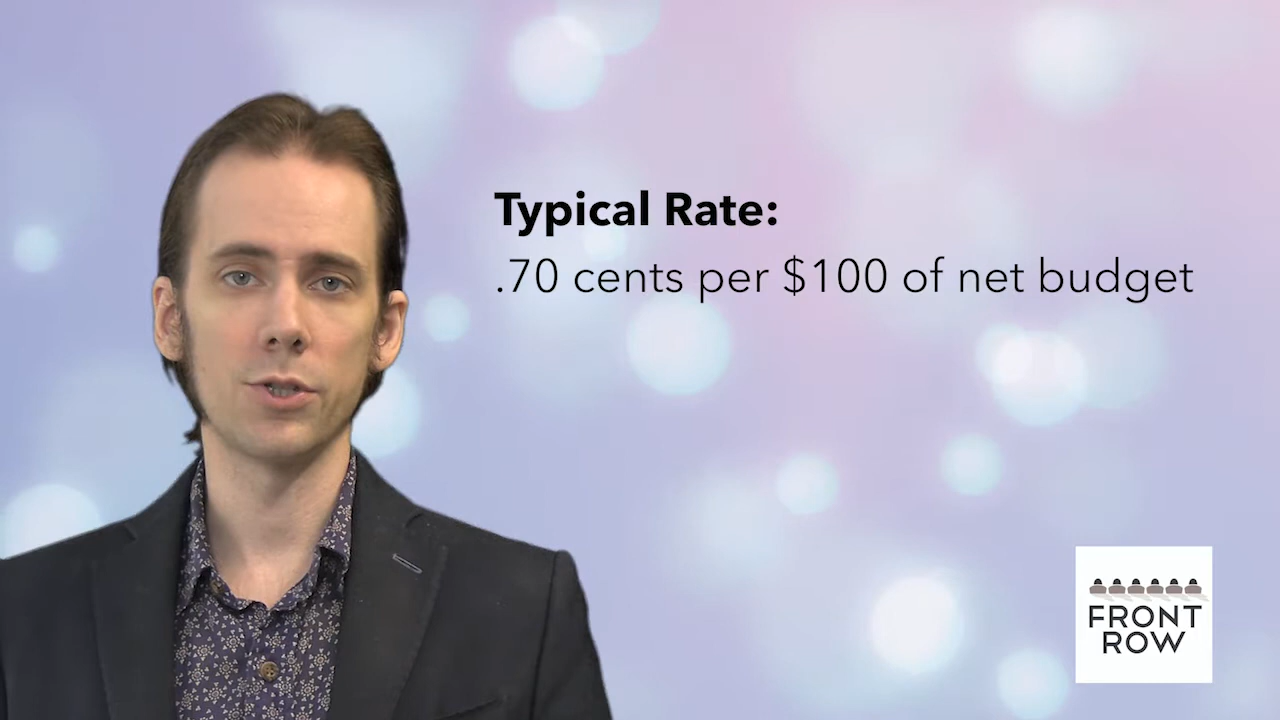 Typical Rate:
.70 cents per $100 of net budget
FRONT
ROW